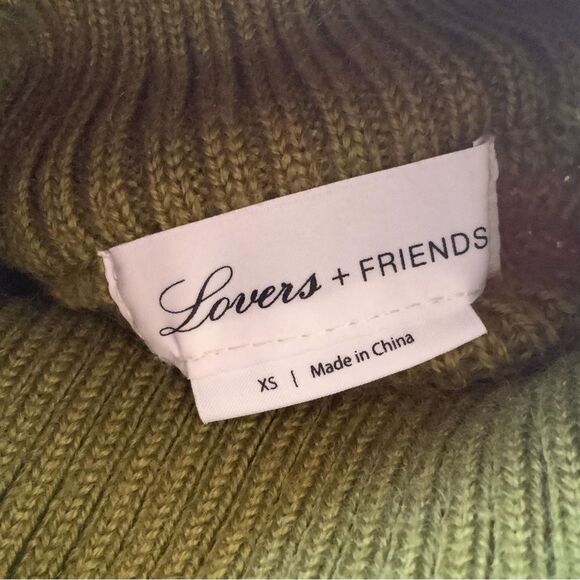 Lovers + FRIENDS
XS | Made in China